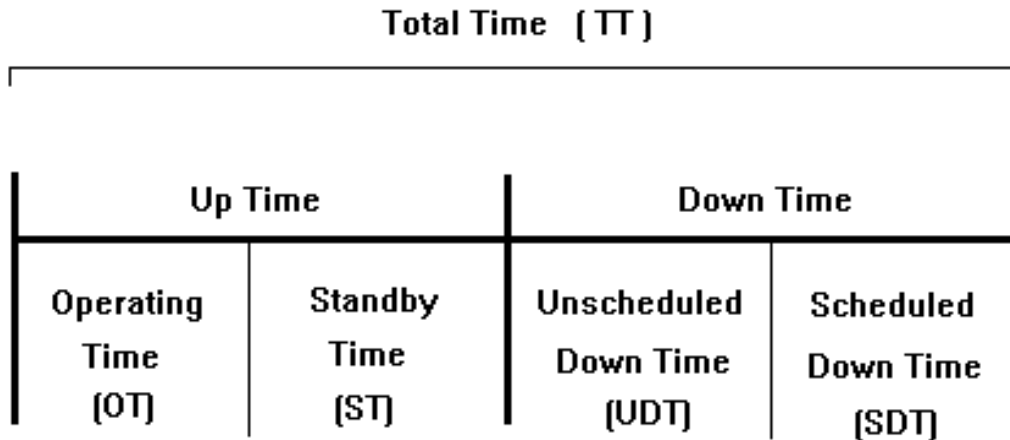 Total Time ( TT )
Up Time
Down Time
Operating
Time
(OT)
Standby
Time
(ST)
Unscheduled
Down Time
(UDT)
Scheduled
Down Time
(SDT)